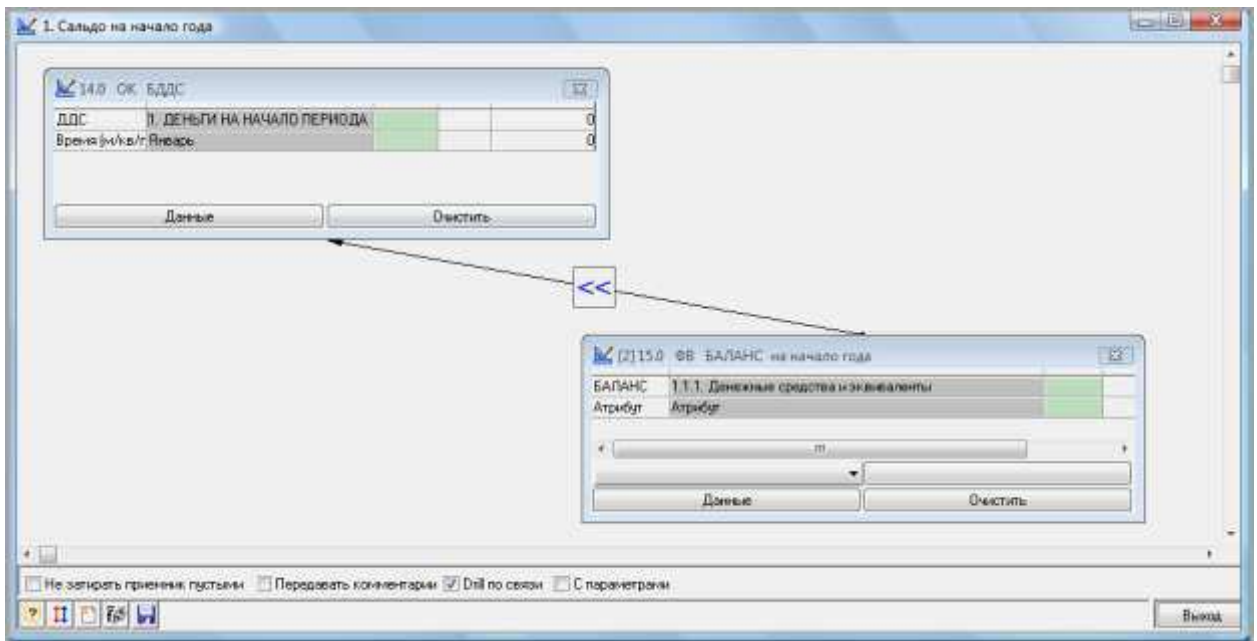 1. Сальдо на начало года
14.0 ОК БДДС
ДДС 1. ДЕНЬГИ НА НАЧАЛО ПЕРИОДА 0
Время (м/кв/г Январь 0
Данные Очистить
<<
[2] 15.0 ФВ БАЛАНС на начало года
БАЛАНС 1.1.1. Денежные средства и эквиваленты
Атрибут Атрибут
Данные Очистить
Не затирать приемник пустыми Передавать комментарии Drill по связи С параметрами
? Выход